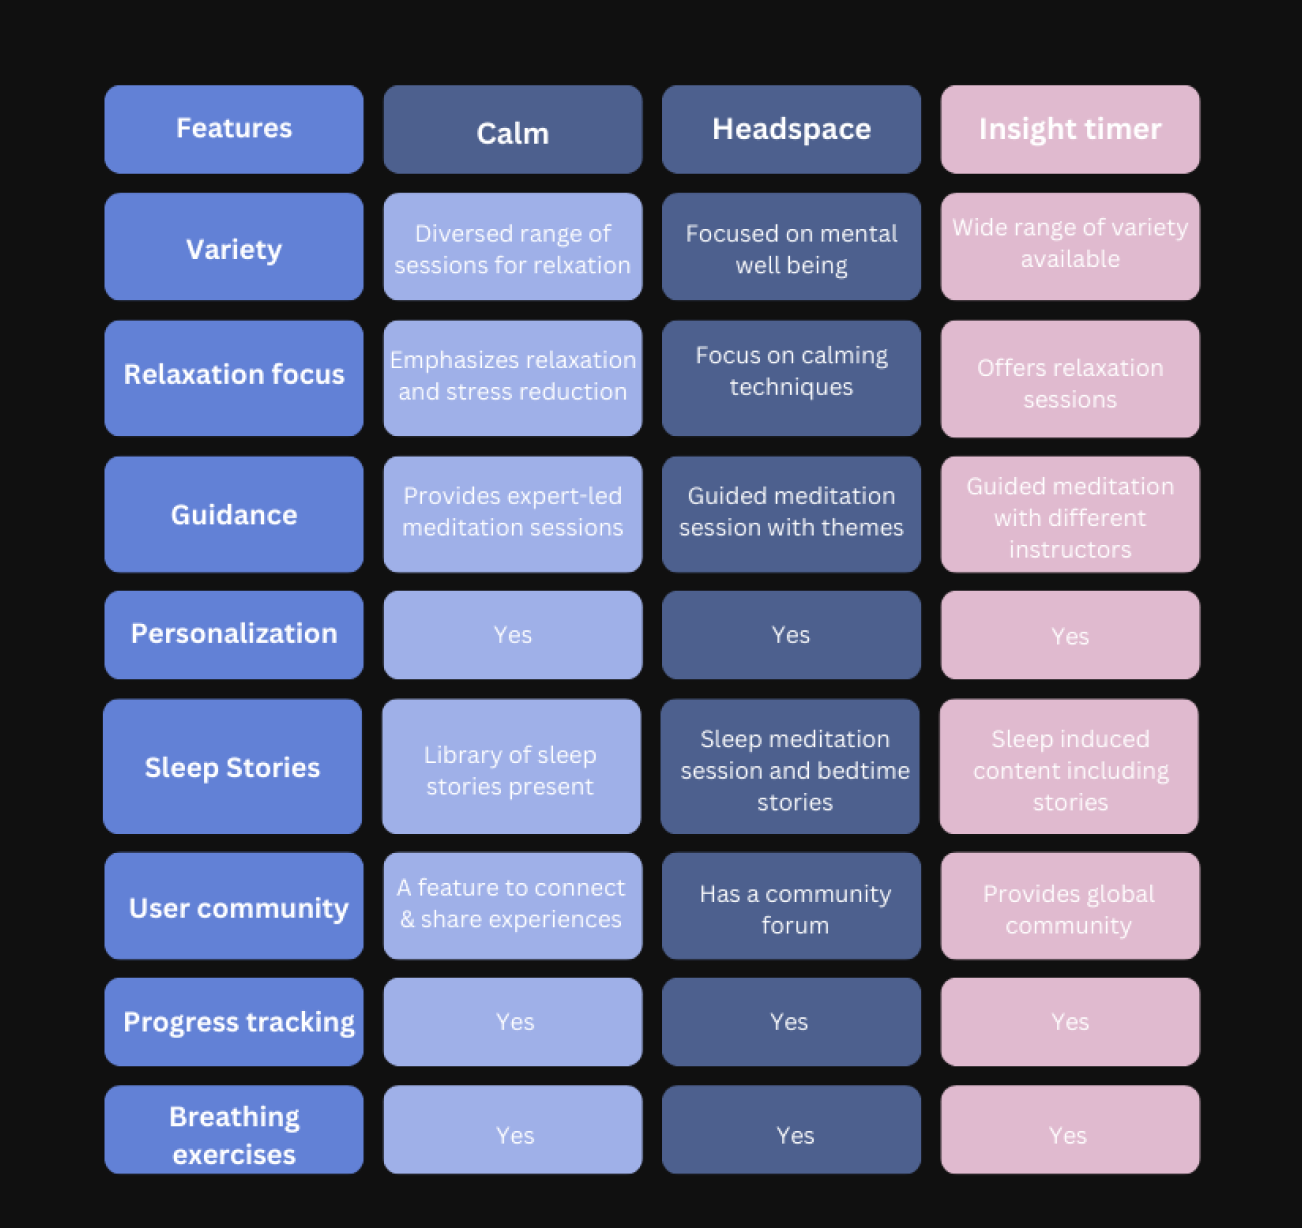 Features
Calm
Headspace
Insight timer
Variety
Diversed range of
sessions for relxation
Focused on mental
well being
Wide range of variety
available
Relaxation focus
Emphasizes relaxation
and stress reduction
Focus on calming
techniques
Offers relaxation
sessions
Guidance
Provides expert-led
meditation sessions
Guided meditation
session with themes
Guided meditation
with different
instructors
Personalization
Yes
Yes
Yes
Sleep Stories
Library of sleep
stories present
Sleep meditation
session and bedtime
stories
Sleep induced
content including
stories
User community
A feature to connect
& share experiences
Has a community
forum
Provides global
community
Progress tracking
Yes
Yes
Yes
Breathing
exercises
Yes
Yes
Yes